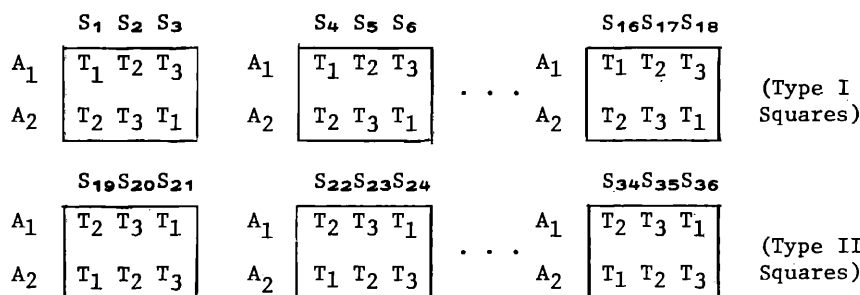 S₁ S₂ S₃ S₄ S₅ S₆ S₁₆S₁₇S₁₈
A₁ T₁ T₂ T₃ A₁ T₁ T₂ T₃ . . . A₁ T₁ T₂ T₃ (Type I
A₂ T₂ T₃ T₁ A₂ T₂ T₃ T₁ A₂ T₂ T₃ T₁ Squares)
S₁₉S₂₀S₂₁ S₂₂S₂₃S₂₄ S₃₄S₃₅S₃₆
A₁ T₂ T₃ T₁ A₁ T₂ T₃ T₁ . . . A₁ T₂ T₃ T₁ (Type II
A₂ T₁ T₂ T₃ A₂ T₁ T₂ T₃ A₂ T₁ T₂ T₃ Squares)